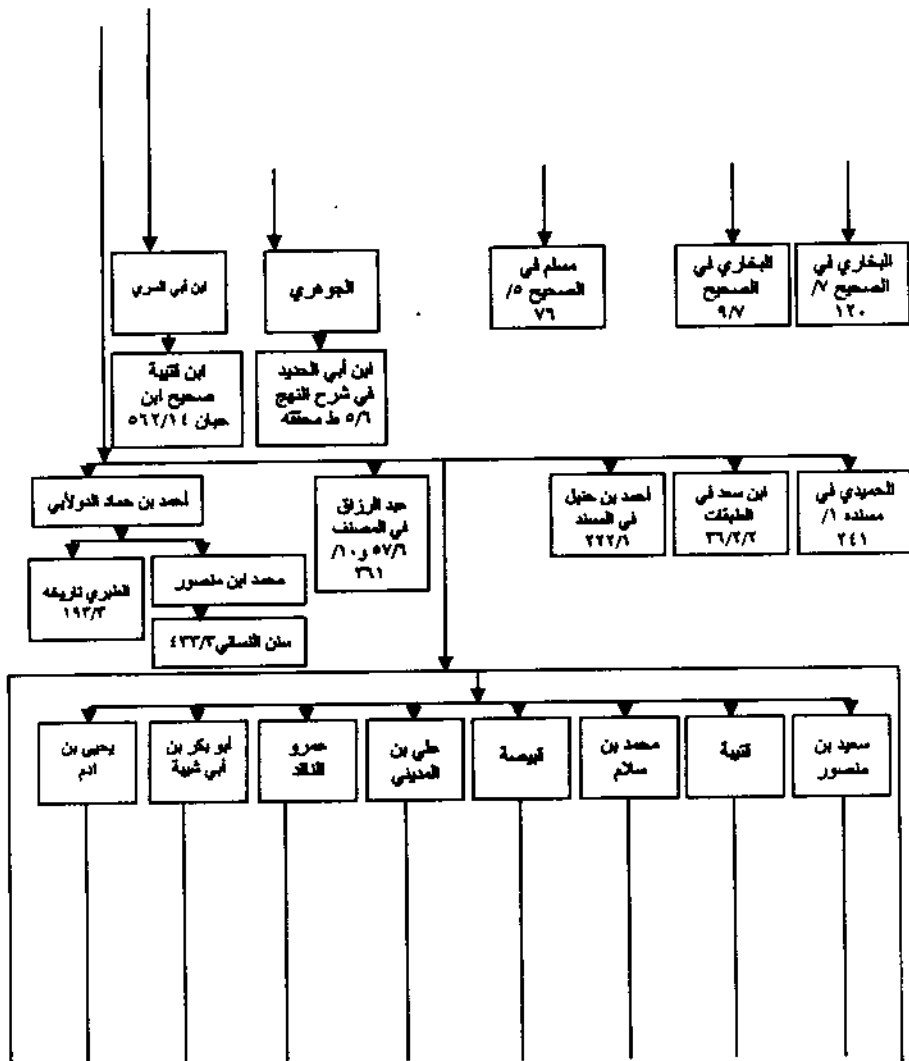 البخاري في
الصحيح ٧/
١٢٠
البخاري في
الصحيح
٩/٧
مسلم في
الصحيح ٥/
٧٦
الجوهري
ابن أبي السري
ابن أبي الحديد
في شرح النهج
٥/٦ ط محققه
ابن قتيبة
صحيح ابن
حبان ٥٦٢/١٤
الحميدي في
مسنده ١/
٢٤١
ابن سعد في
الطبقات
٣٦/٢/٢
أحمد بن حنبل
في المسند
٢٢٢/١
عبد الرزاق
في المصنف
٥٧/٦ و١٠/
٣٦١
أحمد بن حماد الدولابي
محمد ابن منصور
الطبري تاريخه
١٩٣/٣
سنن النسائي ٤٣٣/٣
سعيد بن
منصور
قتيبة
محمد بن
سلام
قبيصة
علي بن
المديني
عمرو
الناقد
أبو بكر بن
أبي شيبة
يحيى بن
ادم